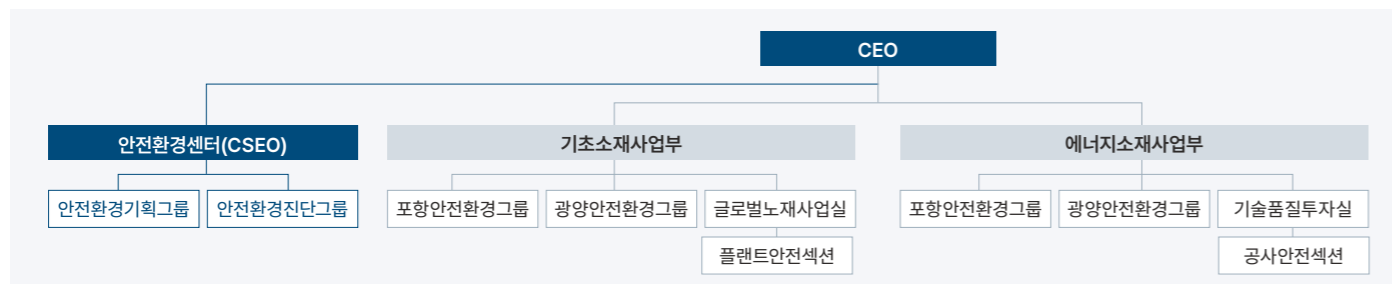 CEO
안전환경센터(CSEO)
기초소재사업부
에너지소재사업부
안전환경기획그룹
안전환경진단그룹
포항안전환경그룹
광양안전환경그룹
글로벌노재사업실
포항안전환경그룹
광양안전환경그룹
기술품질투자실
플랜트안전섹션
공사안전섹션